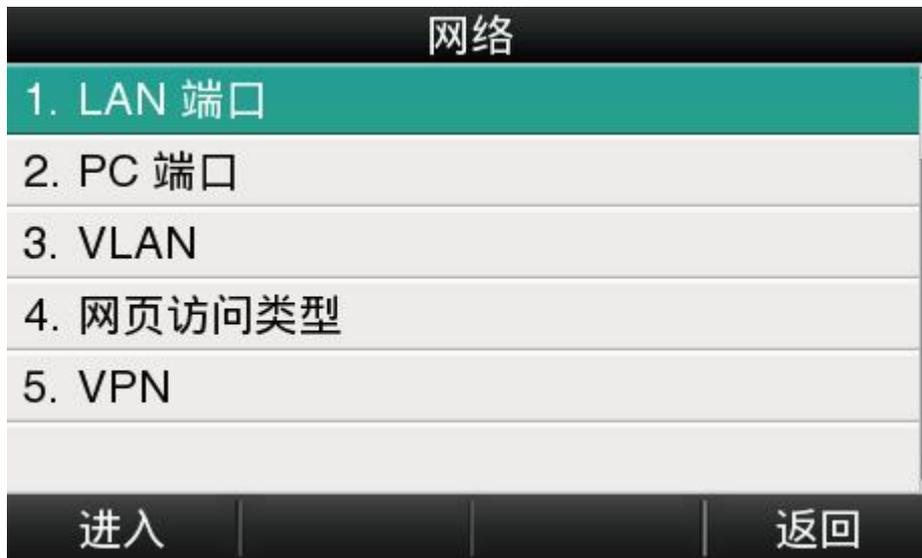 网络
1. LAN 端口
2. PC 端口
3. VLAN
4. 网页访问类型
5. VPN
进入 返回